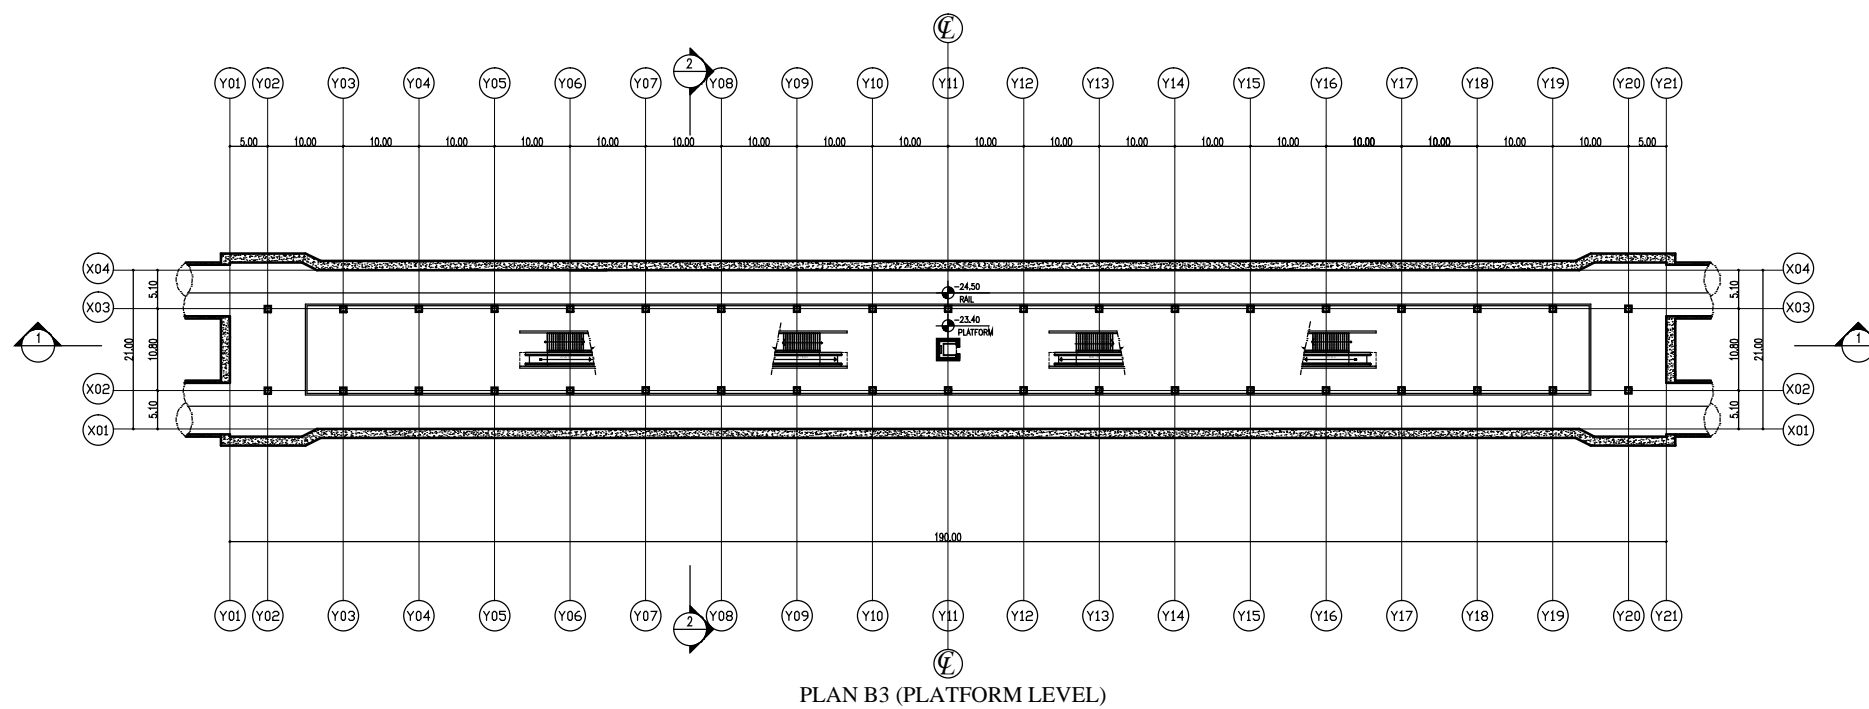 ℄
2
Y01 Y02 Y03 Y04 Y05 Y06 Y07 Y08 Y09 Y10 Y11 Y12 Y13 Y14 Y15 Y16 Y17 Y18 Y19 Y20 Y21
5.00 10.00 10.00 10.00 10.00 10.00 10.00 10.00 10.00 10.00 10.00 10.00 10.00 10.00 10.00 10.00 10.00 10.00 10.00 5.00
X04 X04
5.10 5.10
-24.50
RAIL
X03 X03
-23.40
PLATFORM
1 21.00 10.80 10.80 21.00 1
X02 X02
5.10 5.10
X01 X01
190.00
Y01 Y02 Y03 Y04 Y05 Y06 Y07 Y08 Y09 Y10 Y11 Y12 Y13 Y14 Y15 Y16 Y17 Y18 Y19 Y20 Y21
2
℄
PLAN B3 (PLATFORM LEVEL)